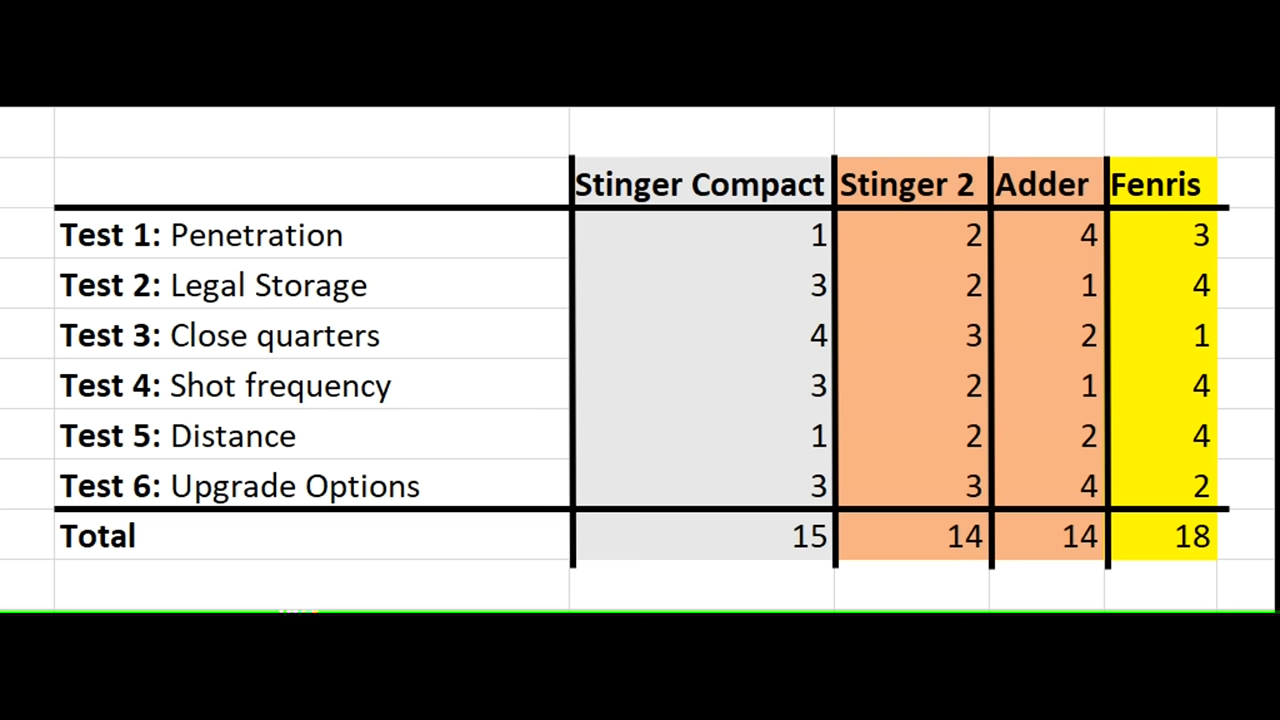 Stinger Compact Stinger 2 Adder Fenris
Test 1: Penetration 1 2 4 3
Test 2: Legal Storage 3 2 1 4
Test 3: Close quarters 4 3 2 1
Test 4: Shot frequency 3 2 1 4
Test 5: Distance 1 2 2 4
Test 6: Upgrade Options 3 3 4 2
Total 15 14 14 18